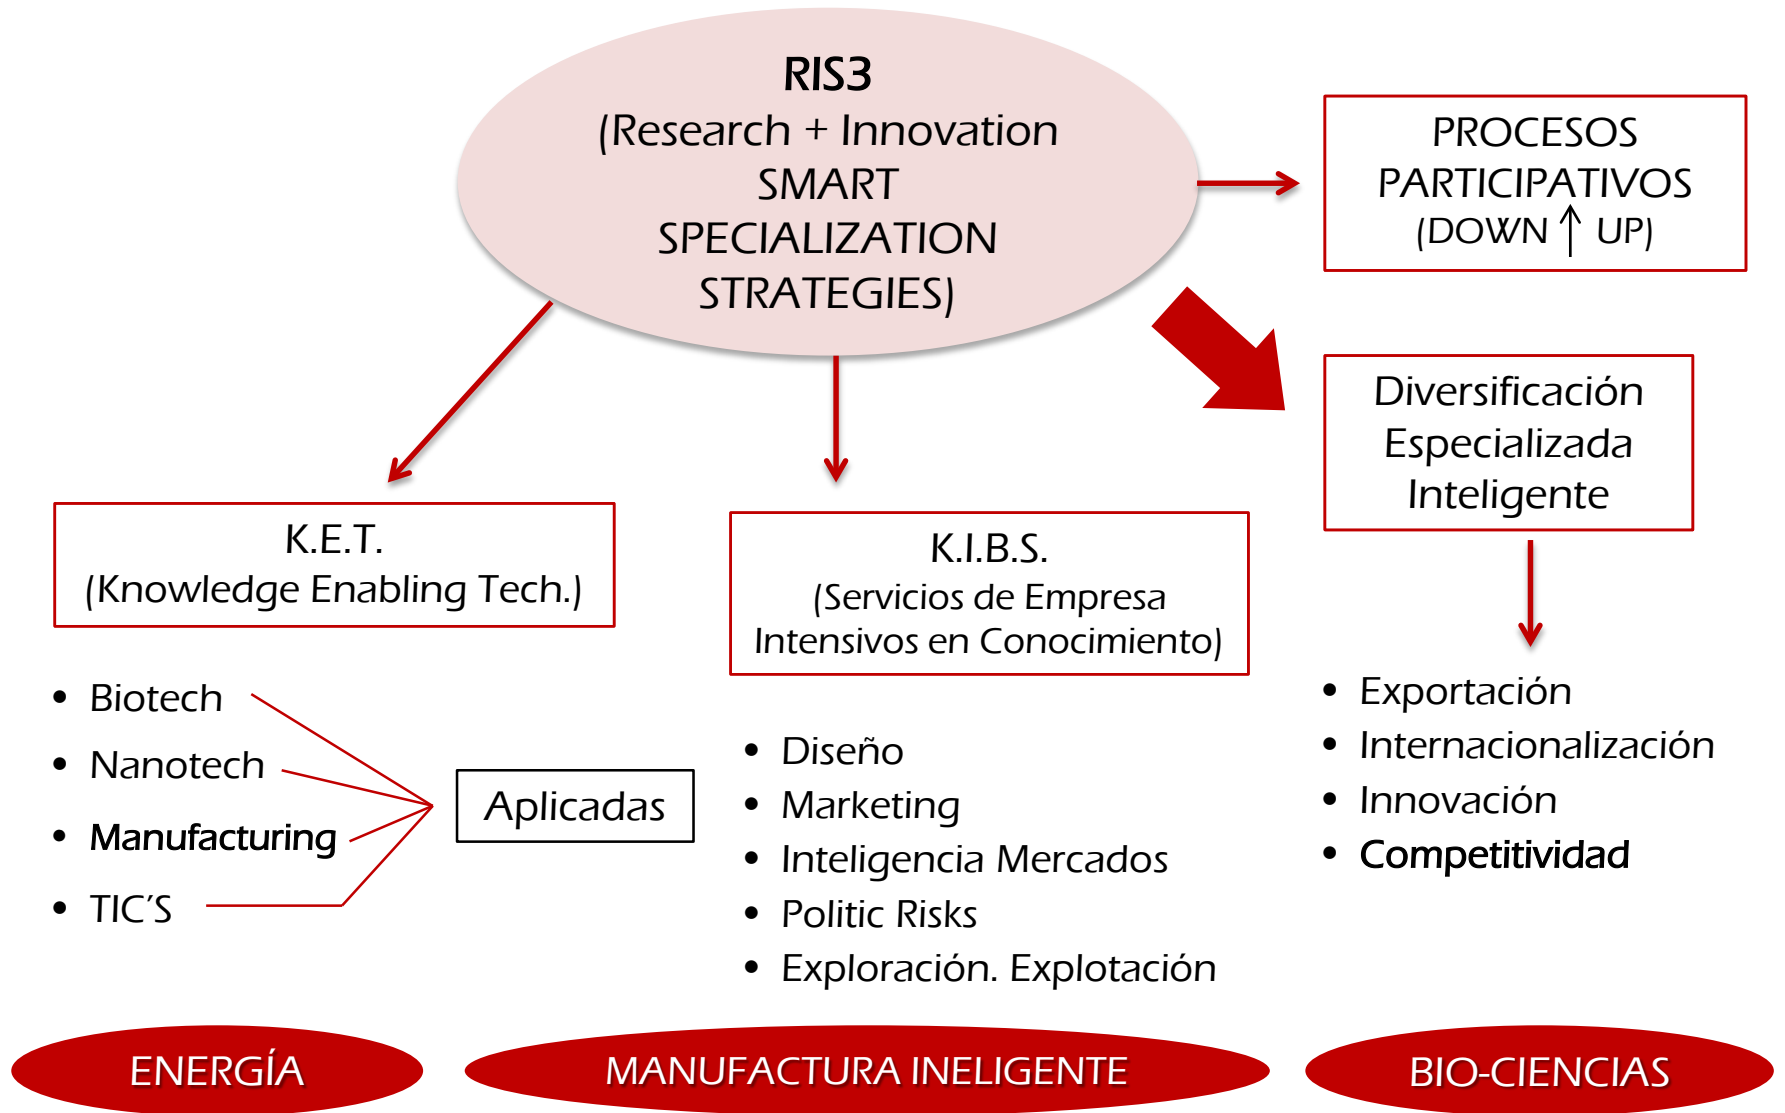 RIS3
(Research + Innovation
SMART
SPECIALIZATION
STRATEGIES)
PROCESOS
PARTICIPATIVOS
(DOWN ↑ UP)
Diversificación
Especializada
Inteligente
K.E.T.
(Knowledge Enabling Tech.)
K.I.B.S.
(Servicios de Empresa
Intensivos en Conocimiento)
• Biotech
• Nanotech
• Manufacturing
• TIC´S
Aplicadas
• Diseño
• Marketing
• Inteligencia Mercados
• Politic Risks
• Exploración. Explotación
• Exportación
• Internacionalización
• Innovación
• Competitividad
ENERGÍA
MANUFACTURA INELIGENTE
BIO-CIENCIAS